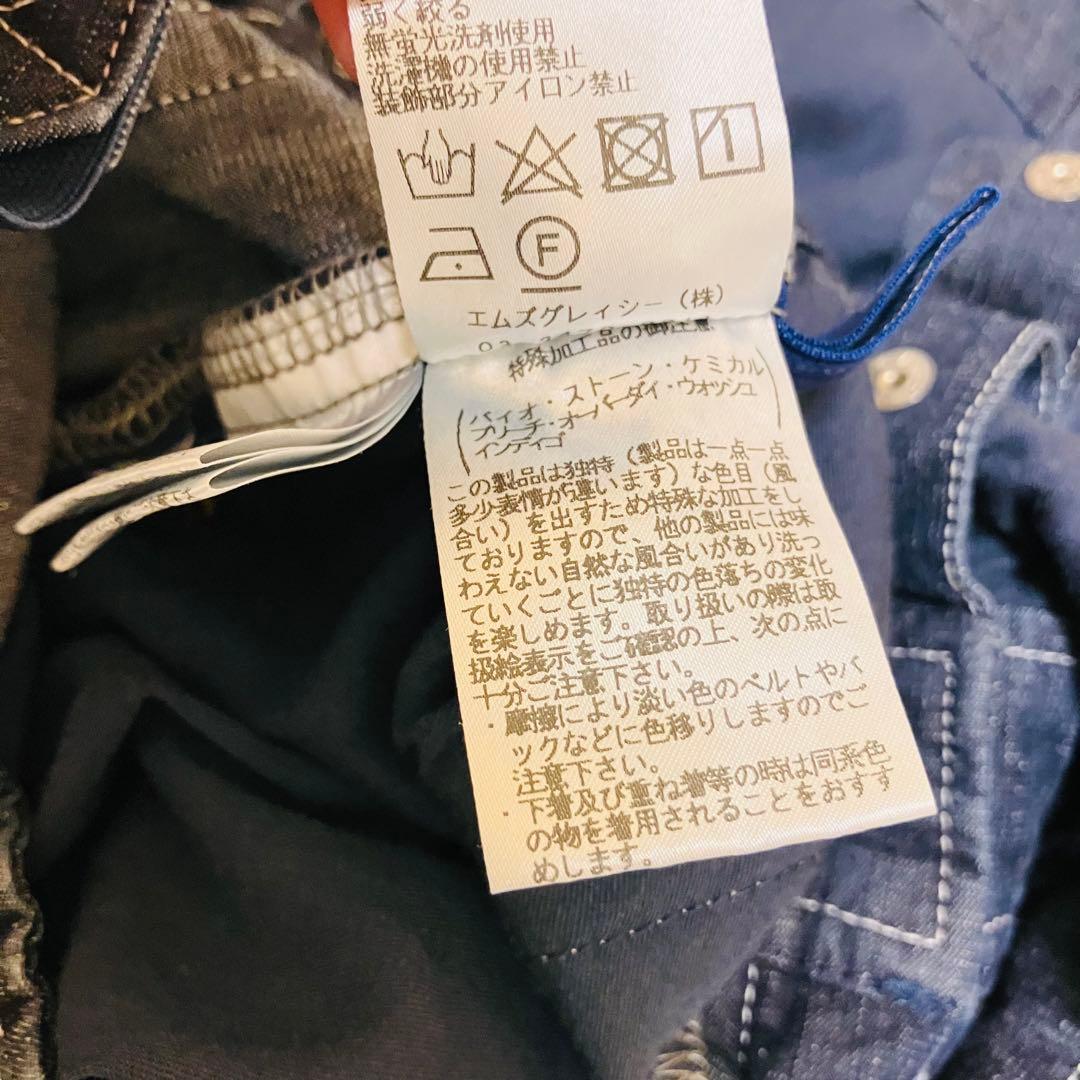 弱く絞る
無蛍光洗剤使用
洗濯機の使用禁止
装飾部分アイロン禁止
F
エムズグレィシー（株）
特殊加工品の御注意
バイオ・ストーン・ケミカル
ブリーチ・オーバーダイ・ウォッシュ
インディゴ
この製品は独特（製品は一点一点
多少表情が違います）な色目（風
合い）を出すため特殊な加工をし
ておりますので、他の製品には味
わえない自然な風合いがあり洗っ
ていくごとに独特の色落ちの変化
を楽しめます。取り扱いの際は取
扱絵表示をご確認の上、次の点に
十分ご注意下さい。
・摩擦により淡い色のベルトやバ
ックなどに色移りしますのでご
注意下さい。
・下着及び重ね着等の時は同系色
の物を着用されることをおすす
めします。